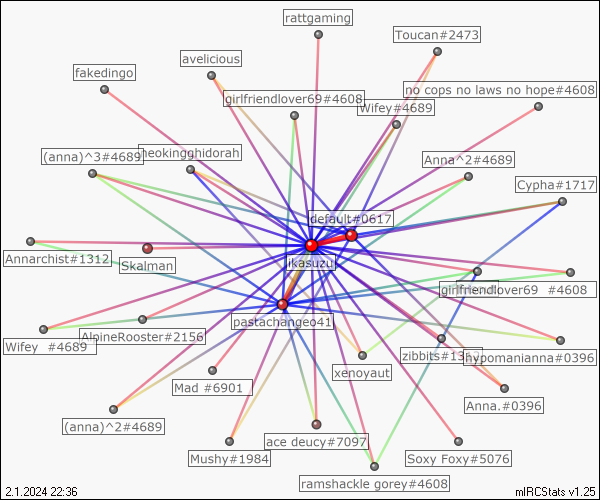 rattgaming
Toucan#2473
avelicious
fakedingo
no cops no laws no hope#4608
girlfriendlover69#4608
Wifey#4689
(anna)^3#4689
neokingghidorah
Anna^2#4689
Cypha#1717
default#0617
Annarchist#1312
Skalman
likasuzu
girlfriendlover69 #4608
pastachangeo41
Wifey #4689
AlpineRooster#2156
zibbits#1312
hypomanianna#0396
xenoyaut
Mad #6901
Anna.#0396
(anna)^2#4689
ace deucy#7097
Mushy#1984
Soxy Foxy#5076
ramshackle gorey#4608
2.1.2024 22:36
mIRCStats v1.25